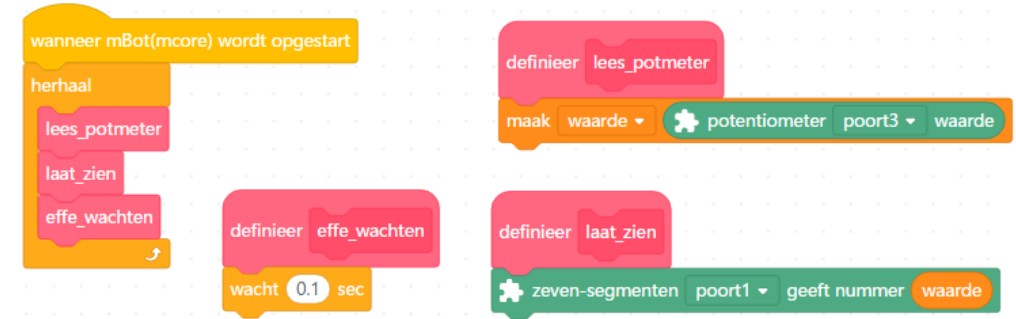 wanneer mBot(mcore) wordt opgestart
herhaal
lees_potmeter
laat_zien
effe_wachten
definieer effe_wachten
wacht 0.1 sec
definieer lees_potmeter
maak waarde potentiometer poort3 waarde
definieer laat_zien
zeven-segmenten poort1 geeft nummer waarde